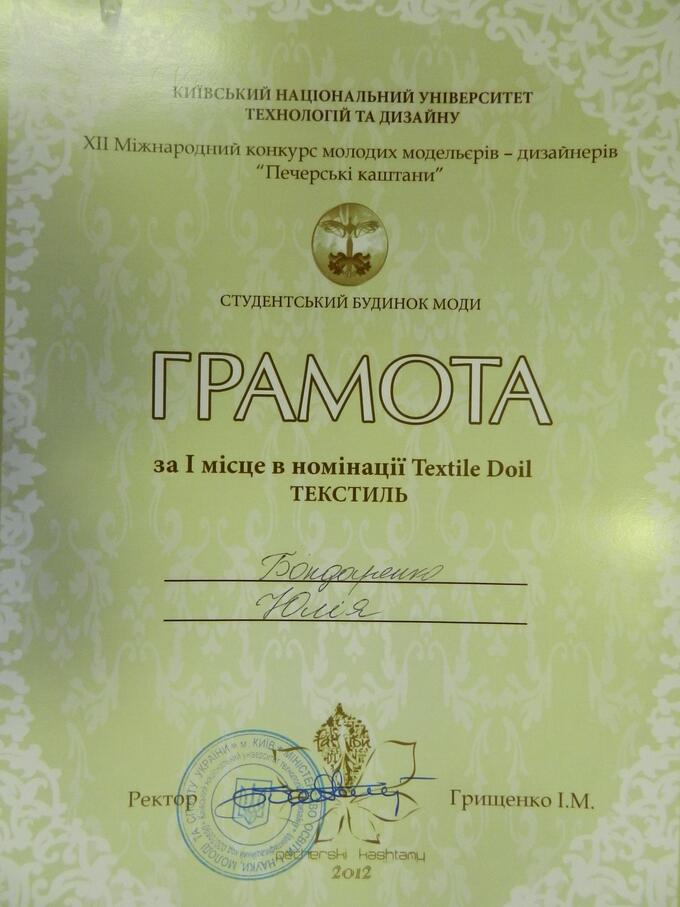 КИЇВСЬКИЙ НАЦІОНАЛЬНИЙ УНІВЕРСИТЕТ
ТЕХНОЛОГІЙ ТА ДИЗАЙНУ
XII Міжнародний конкурс молодих модельєрів – дизайнерів
“Печерські каштани”
СТУДЕНТСЬКИЙ БУДИНОК МОДИ
ГРАМОТА
за I місце в номінації Textile Doil
ТЕКСТИЛЬ
Бондаренко
Юлія
Ректор Грищенко І.М.
pecherski kashtamy
2012